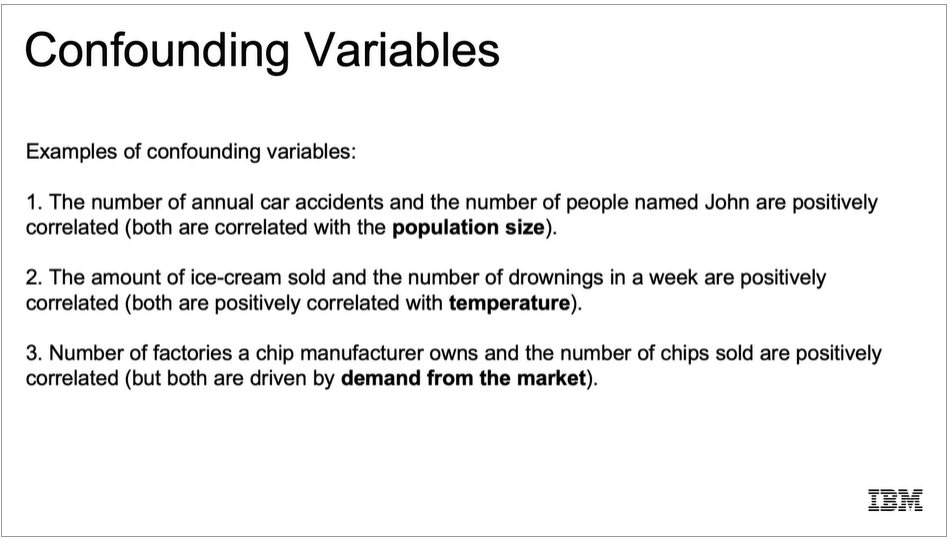 Confounding Variables
Examples of confounding variables:
1. The number of annual car accidents and the number of people named John are positively
correlated (both are correlated with the population size).
2. The amount of ice-cream sold and the number of drownings in a week are positively
correlated (both are positively correlated with temperature).
3. Number of factories a chip manufacturer owns and the number of chips sold are positively
correlated (but both are driven by demand from the market).
IBM